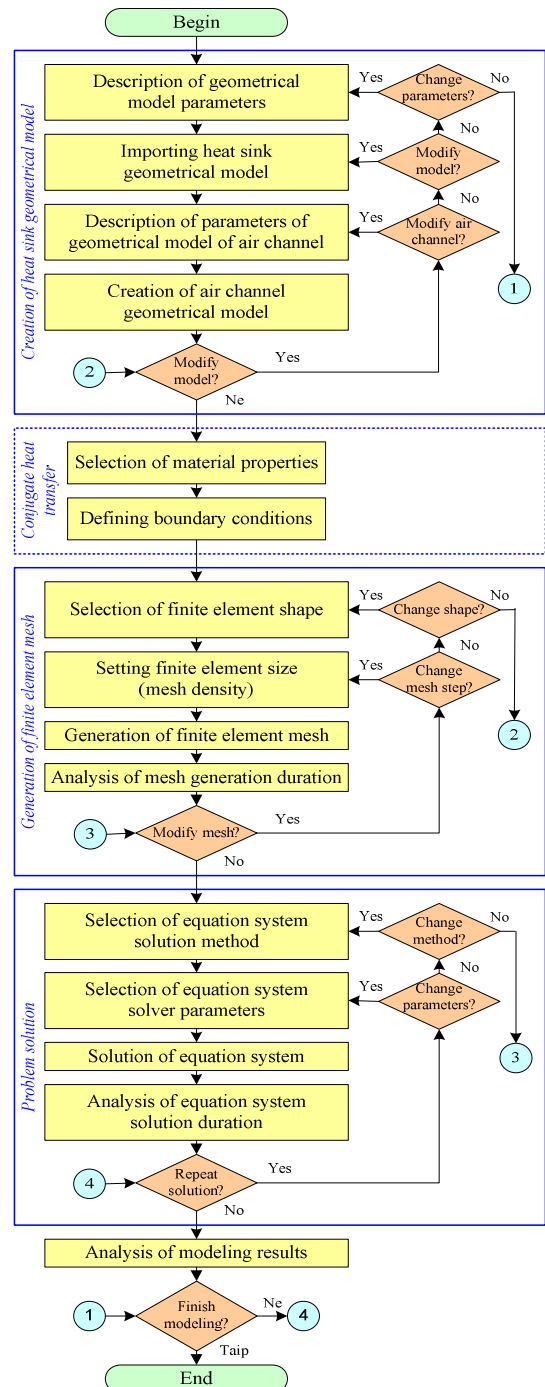 Begin
Creation of heat sink geometrical model
Description of geometrical
model parameters
Yes
Change
parameters?
No
No
Importing heat sink
geometrical model
Yes
Modify
model?
No
Description of parameters of
geometrical model of air channel
Yes
Modify air
channel?
1
Creation of air channel
geometrical model
2
Modify
model?
Yes
Ne
Conjugate heat
transfer
Selection of material properties
Defining boundary conditions
Generation of finite element mesh
Selection of finite element shape
Yes
Change shape?
No
No
Setting finite element size
(mesh density)
Yes
Change
mesh step?
2
Generation of finite element mesh
Analysis of mesh generation duration
3
Modify mesh?
Yes
No
Problem solution
Selection of equation system
solution method
Yes
Change
method?
No
No
Selection of equation system
solver parameters
Yes
Change
parameters?
3
Solution of equation system
Analysis of equation system
solution duration
4
Repeat
solution?
Yes
No
Analysis of modeling results
1
Finish
modeling?
Ne
4
Taip
End